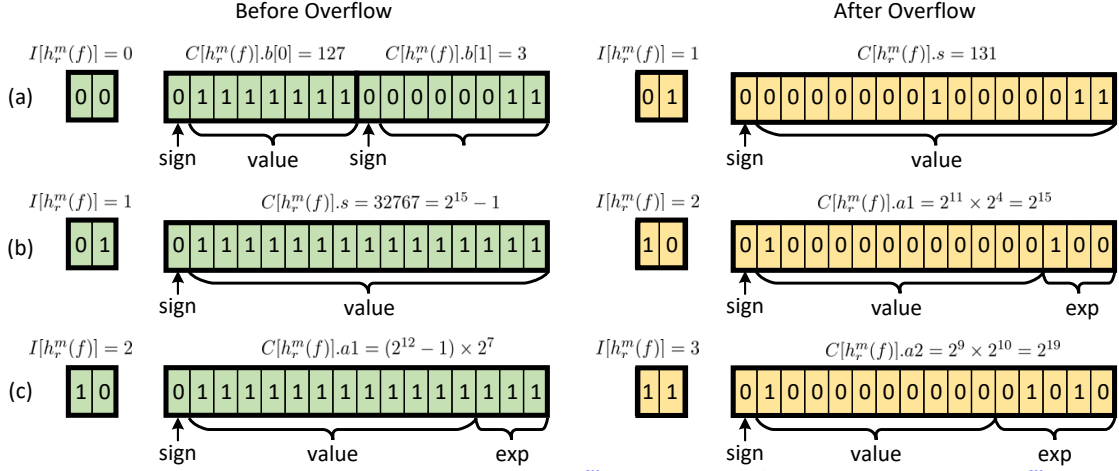 Before Overflow After Overflow
I[h_r^m(f)] = 0 C[h_r^m(f)].b[0] = 127 C[h_r^m(f)].b[1] = 3 I[h_r^m(f)] = 1 C[h_r^m(f)].s = 131
(a) 0 0 0 1 1 1 1 1 1 1 0 0 0 0 0 0 1 1 0 1 0 0 0 0 0 0 0 0 1 0 0 0 0 0 1 1
sign value sign sign value
I[h_r^m(f)] = 1 C[h_r^m(f)].s = 32767 = 2^15 − 1 I[h_r^m(f)] = 2 C[h_r^m(f)].a1 = 2^11 × 2^4 = 2^15
(b) 0 1 0 1 1 1 1 1 1 1 1 1 1 1 1 1 1 1 1 0 0 1 0 0 0 0 0 0 0 0 0 0 0 1 0 0
sign value sign value exp
I[h_r^m(f)] = 2 C[h_r^m(f)].a1 = (2^12 − 1) × 2^7 I[h_r^m(f)] = 3 C[h_r^m(f)].a2 = 2^9 × 2^10 = 2^19
(c) 1 0 0 1 1 1 1 1 1 1 1 1 1 1 1 1 1 1 1 1 0 1 0 0 0 0 0 0 0 0 0 0 1 0 1 0
sign value exp sign value exp